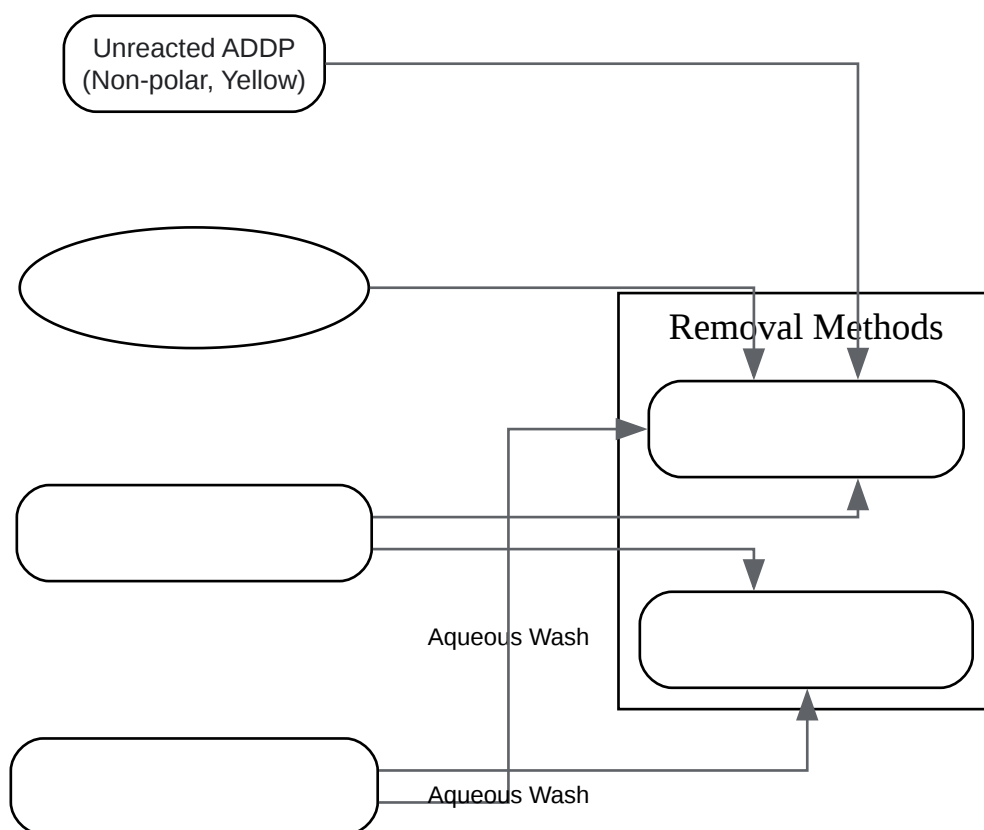 Unreacted ADDP
(Non-polar, Yellow)
Removal Methods
Aqueous Wash
Aqueous Wash